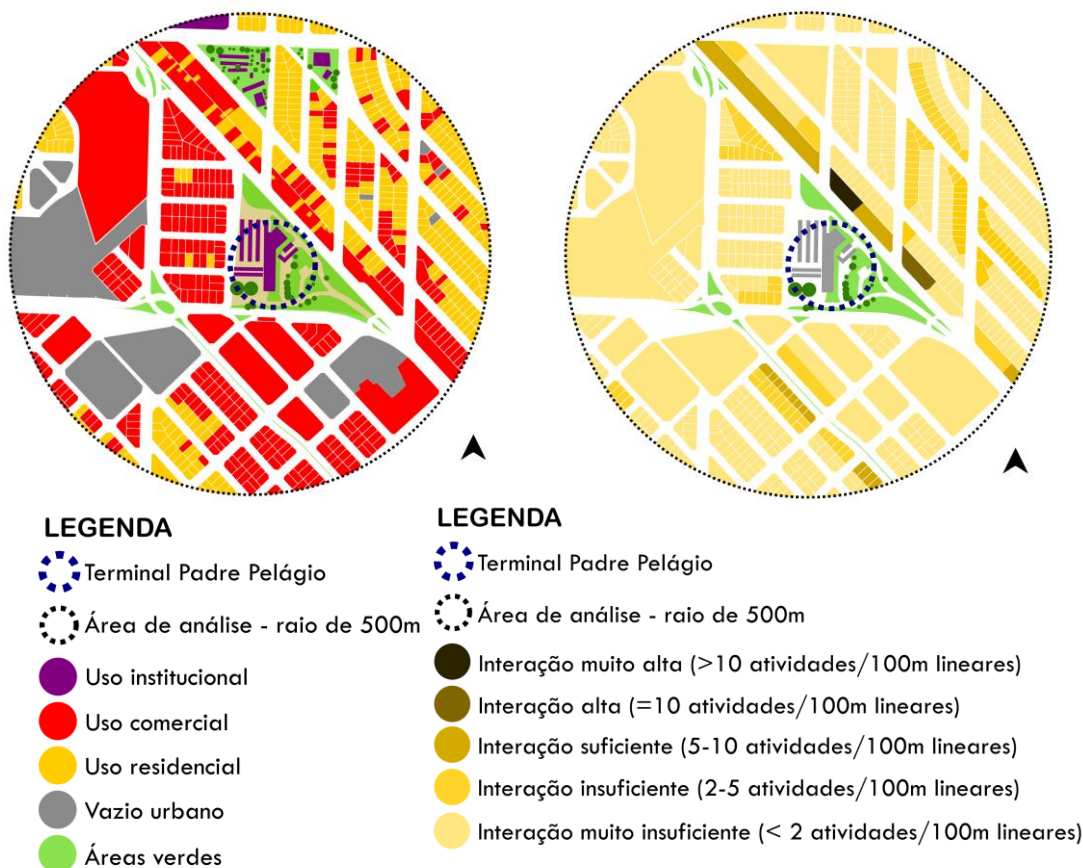 LEGENDA
Terminal Padre Pelágio
Área de análise - raio de 500m
Uso institucional
Uso comercial
Uso residencial
Vazio urbano
Áreas verdes
LEGENDA
Terminal Padre Pelágio
Área de análise - raio de 500m
Interação muito alta (>10 atividades/100m lineares)
Interação alta (=10 atividades/100m lineares)
Interação suficiente (5-10 atividades/100m lineares)
Interação insuficiente (2-5 atividades/100m lineares)
Interação muito insuficiente (< 2 atividades/100m lineares)